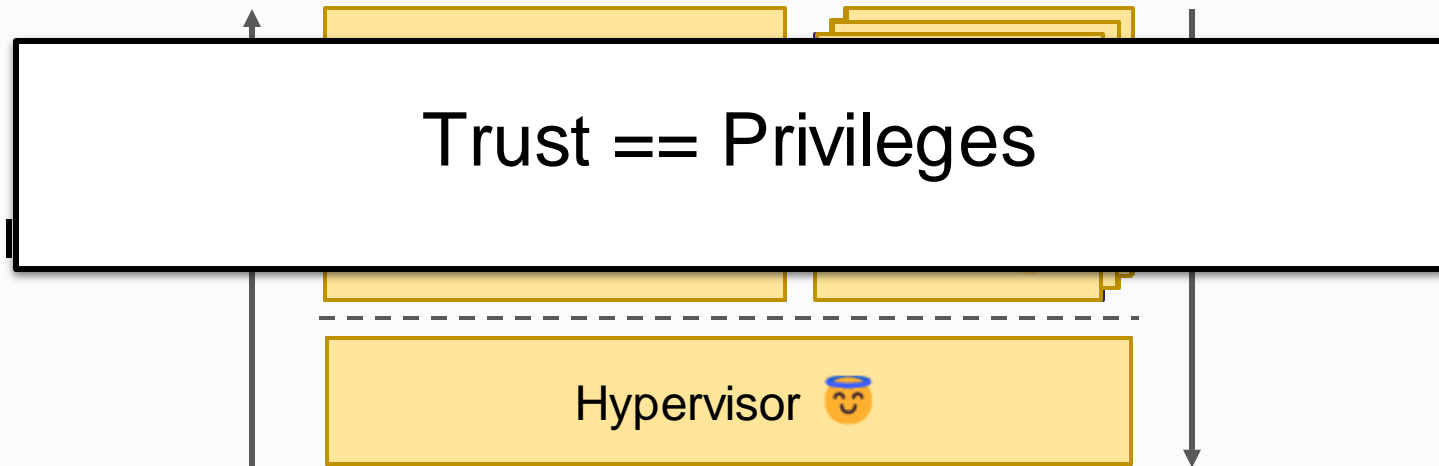 Trust == Privileges
Hypervisor 😇